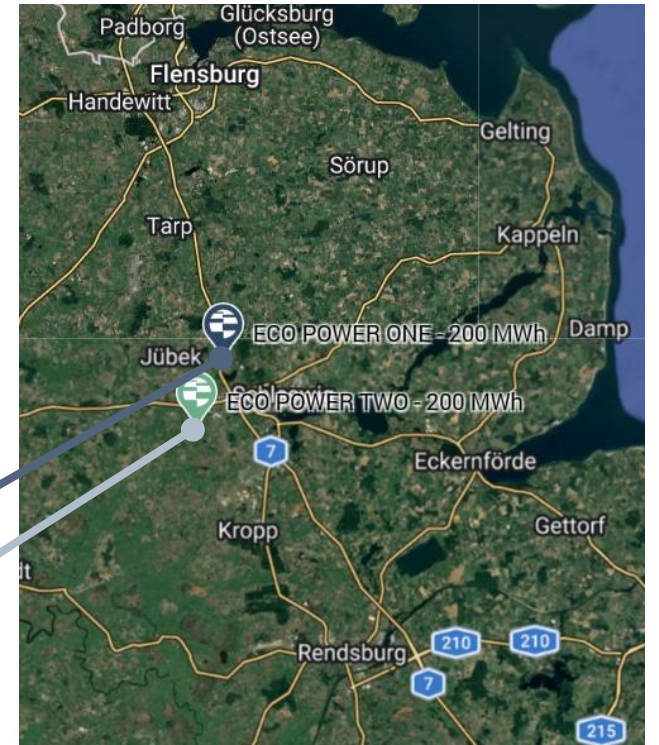 Padborg
Glücksburg
(Ostsee)
Flensburg
Handewitt
Gelting
Sörup
Tarp
Kappeln
ECO POWER ONE - 200 MWh
Damp
Jübek
ECO POWER TWO - 200 MWh
7
Eckernförde
Kropp
Gettorf
dt
Rendsburg
210
210
7
215